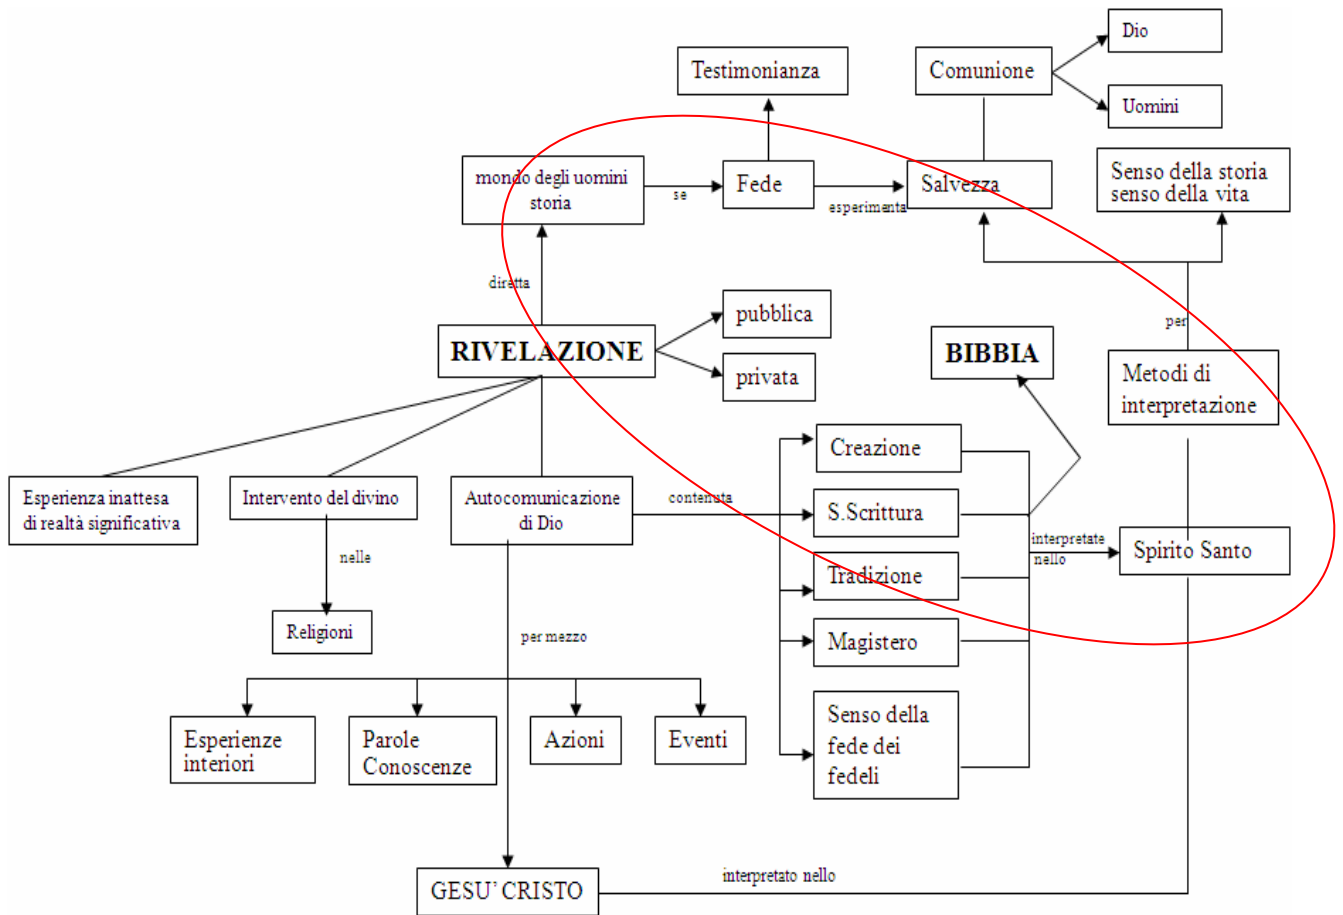 Dio
Testimonianza
Comunione
Uomini
mondo degli uomini
storia
se
Fede
esperimenta
Salvezza
Senso della storia
senso della vita
diretta
pubblica
per
RIVELAZIONE
BIBBIA
privata
Metodi di
interpretazione
Creazione
Esperienza inattesa
di realtà significativa
Intervento del divino
Autocomunicazione
di Dio
contenuta
S.Scrittura
interpretate
nello
Spirito Santo
nelle
Tradizione
Religioni
per mezzo
Magistero
Esperienze
interiori
Parole
Conoscenze
Azioni
Eventi
Senso della
fede dei
fedeli
GESU' CRISTO
interpretato nello